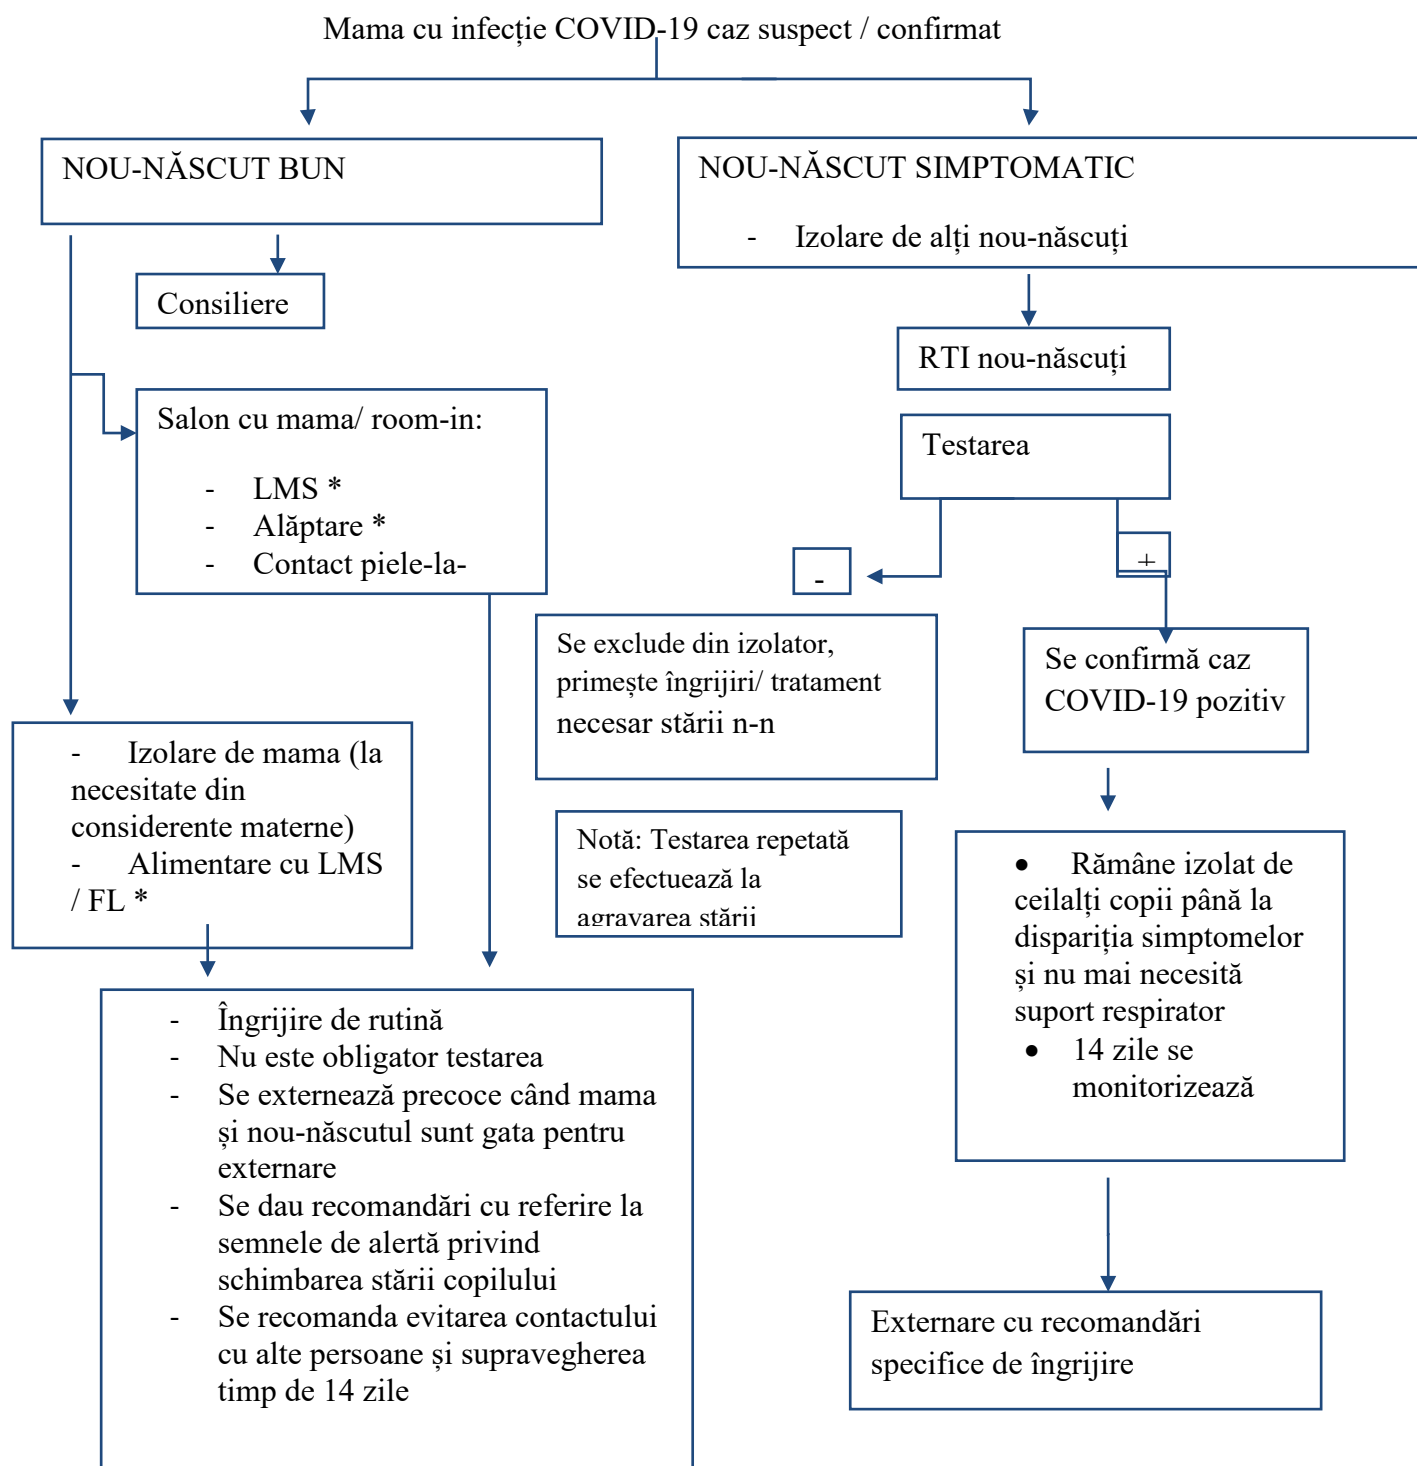 Mama cu infecție COVID-19 caz suspect / confirmat
NOU-NĂSCUT BUN
Consiliere
Salon cu mama/ room-in:
- LMS *
- Alăptare *
- Contact piele-la-
- Izolare de mama (la
necesitate din
considerente materne)
- Alimentare cu LMS
/ FL *
- Îngrijire de rutină
- Nu este obligator testarea
- Se externează precoce când mama
și nou-născutul sunt gata pentru
externare
- Se dau recomandări cu referire la
semnele de alertă privind
schimbarea stării copilului
- Se recomanda evitarea contactului
cu alte persoane și supravegherea
timp de 14 zile
NOU-NĂSCUT SIMPTOMATIC
- Izolare de alți nou-născuți
RTI nou-născuți
Testarea
-
+
Se exclude din izolator,
primește îngrijiri/ tratament
necesar stării n-n
Notă: Testarea repetată
se efectuează la
agravarea stării
Se confirmă caz
COVID-19 pozitiv
• Rămâne izolat de
ceilalți copii până la
dispariția simptomelor
și nu mai necesită
suport respirator
• 14 zile se
monitorizează
Externare cu recomandări
specifice de îngrijire